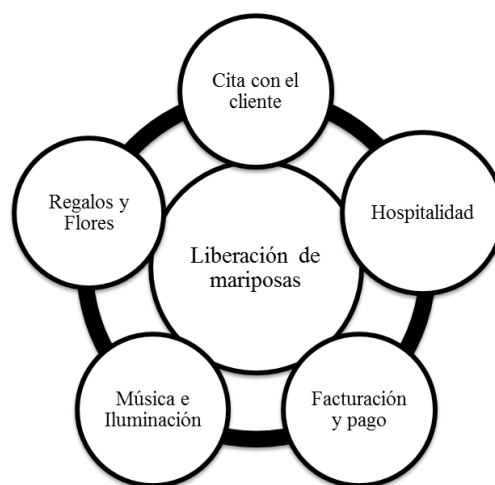 Cita con el
cliente
Hospitalidad
Facturación
y pago
Música e
Iluminación
Regalos y
Flores
Liberación de
mariposas